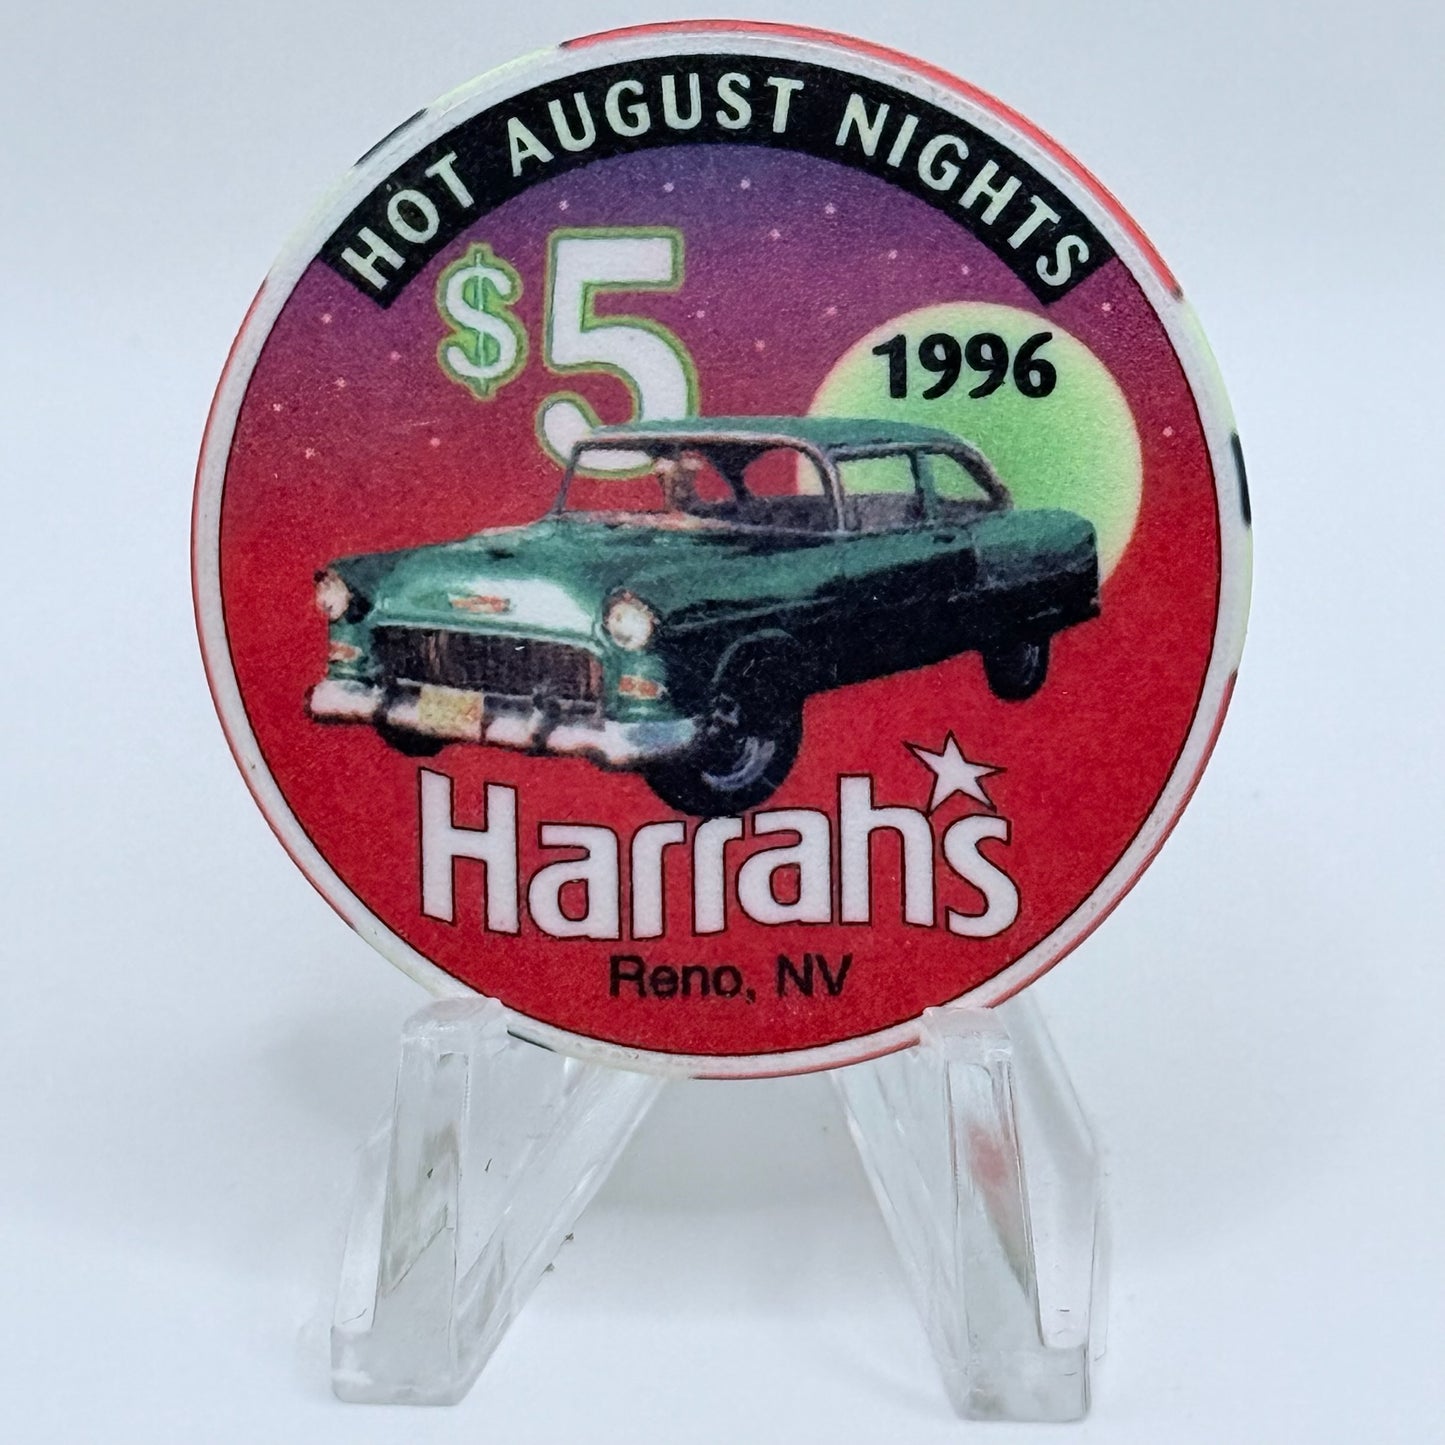 HOT AUGUST NIGHTS
$5
1996
Harrah's
Reno, NV